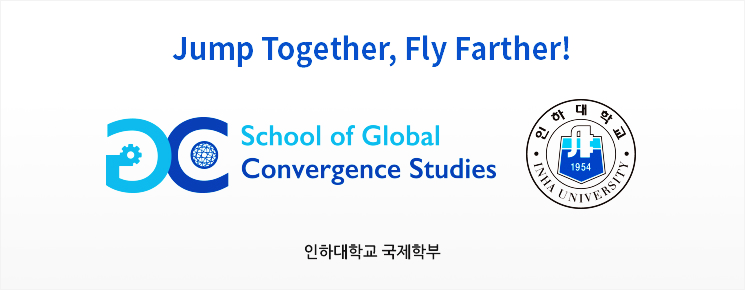 Jump Together, Fly Farther!
GC
School of Global
Convergence Studies
인하대학교
1954
• INHA UNIVERSITY •
인하대학교 국제학부